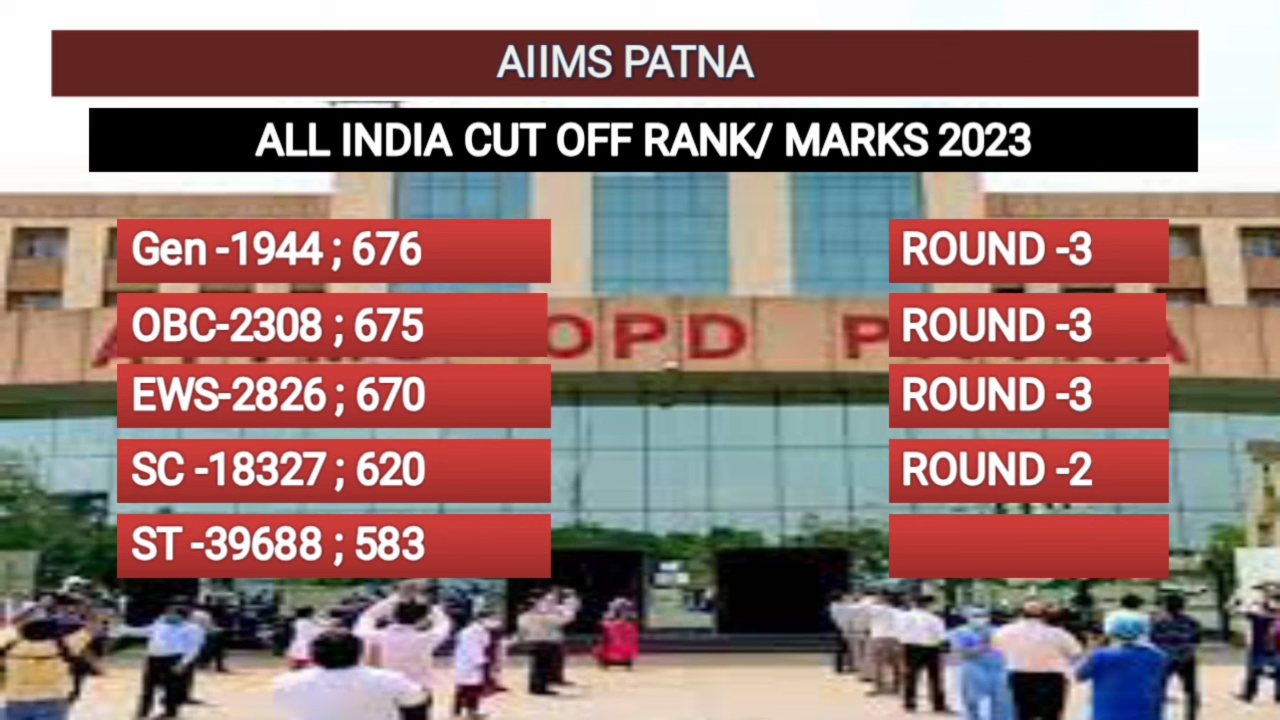 AIIMS PATNA
ALL INDIA CUT OFF RANK/ MARKS 2023
Gen -1944 ; 676 ROUND -3
OBC-2308 ; 675 ROUND -3
OPD
EWS-2826 ; 670 ROUND -3
SC -18327 ; 620 ROUND -2
ST -39688 ; 583